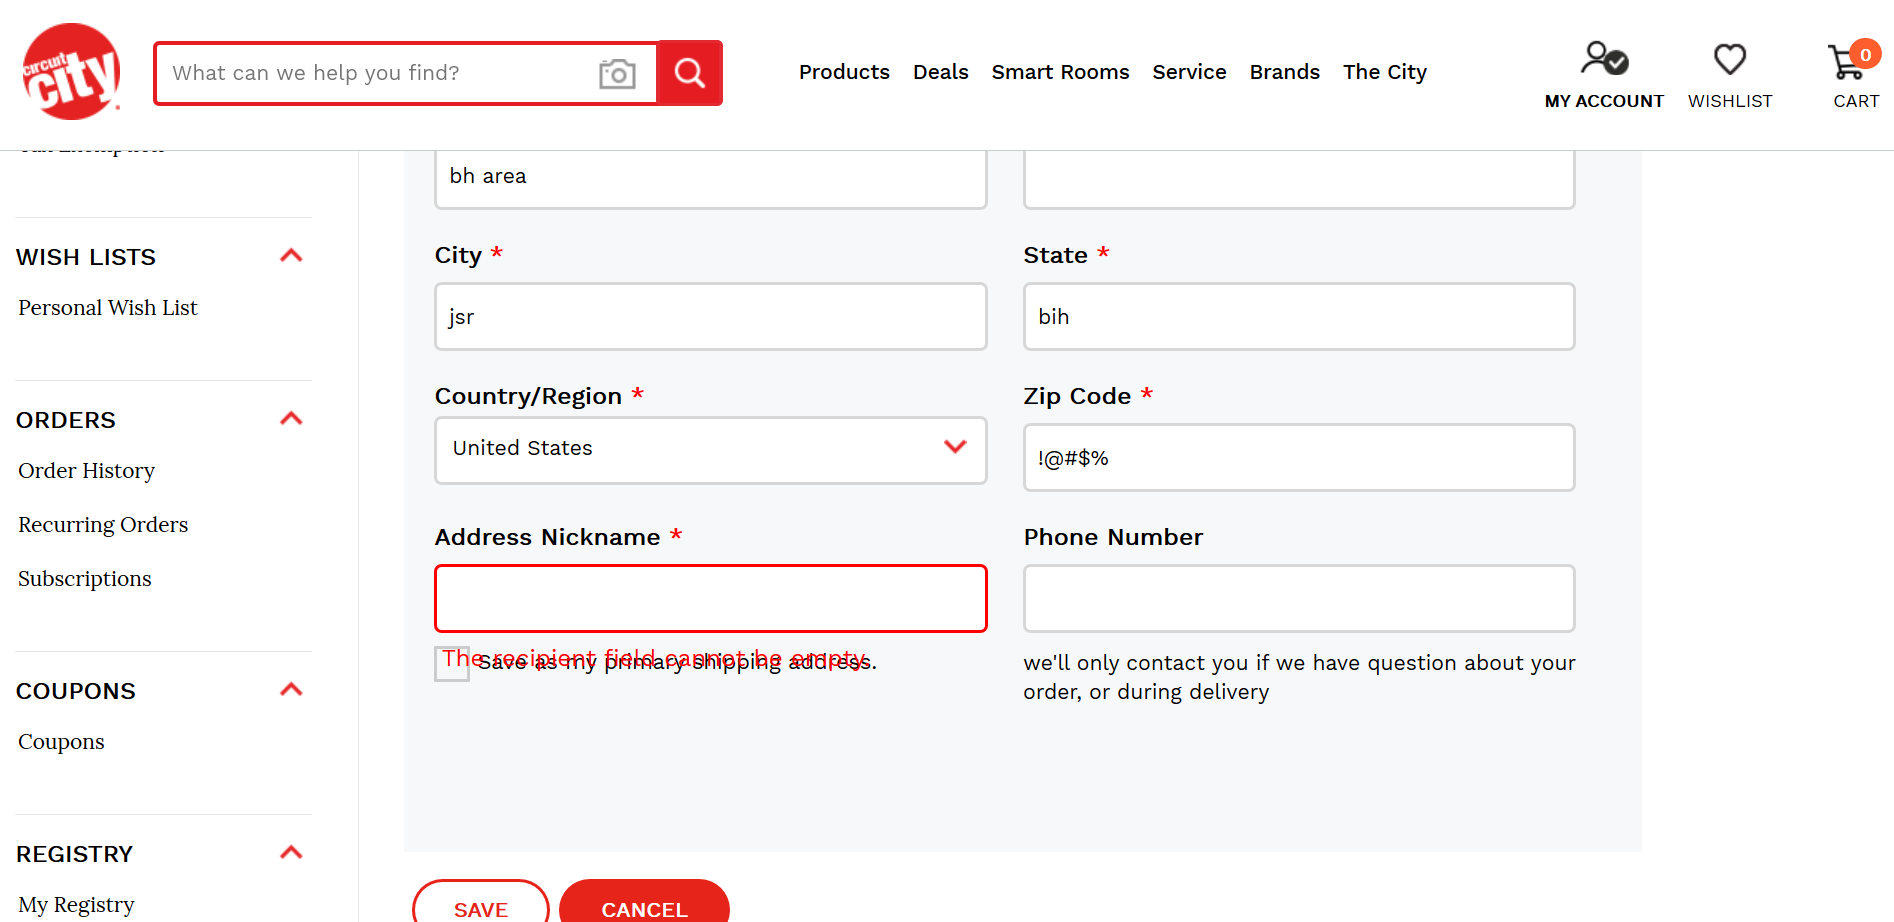 circuit
city
What can we help you find?
Products Deals Smart Rooms Service Brands The City
MY ACCOUNT
WISHLIST
0
CART
Tax Exemption
WISH LISTS
Personal Wish List
ORDERS
Order History
Recurring Orders
Subscriptions
COUPONS
Coupons
REGISTRY
My Registry
bh area
City *
jsr
State *
bih
Country/Region *
United States
Zip Code *
!@#$%
Address Nickname *
The recipient field cannot be empty.
Save as my primary shipping address.
Phone Number
we'll only contact you if we have question about your
order, or during delivery
SAVE
CANCEL